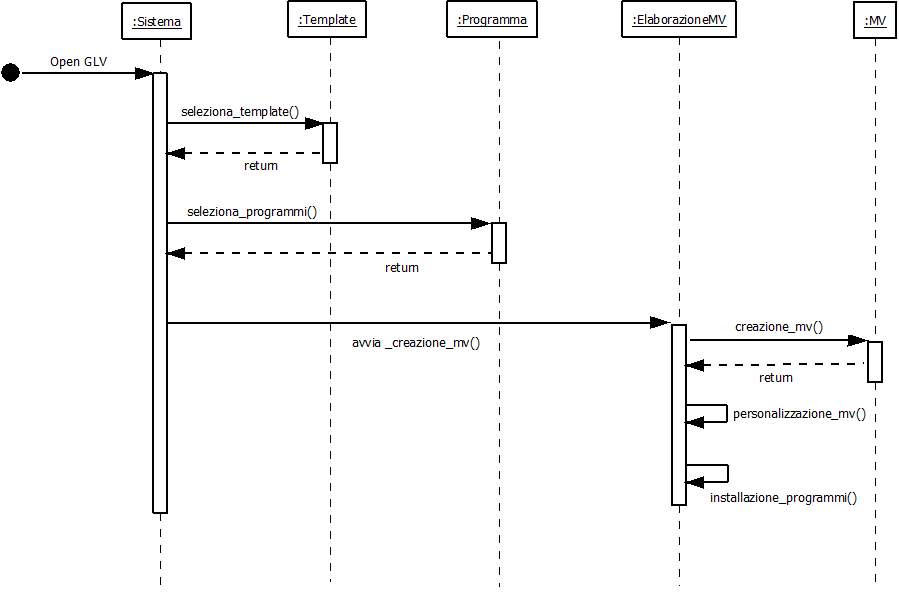 :Sistema
:Template
:Programma
:ElaborazioneMV
:MV
Open GLV
seleziona_template()
return
seleziona_programmi()
return
avvia _creazione_mv()
creazione_mv()
return
personalizzazione_mv()
installazione_programmi()